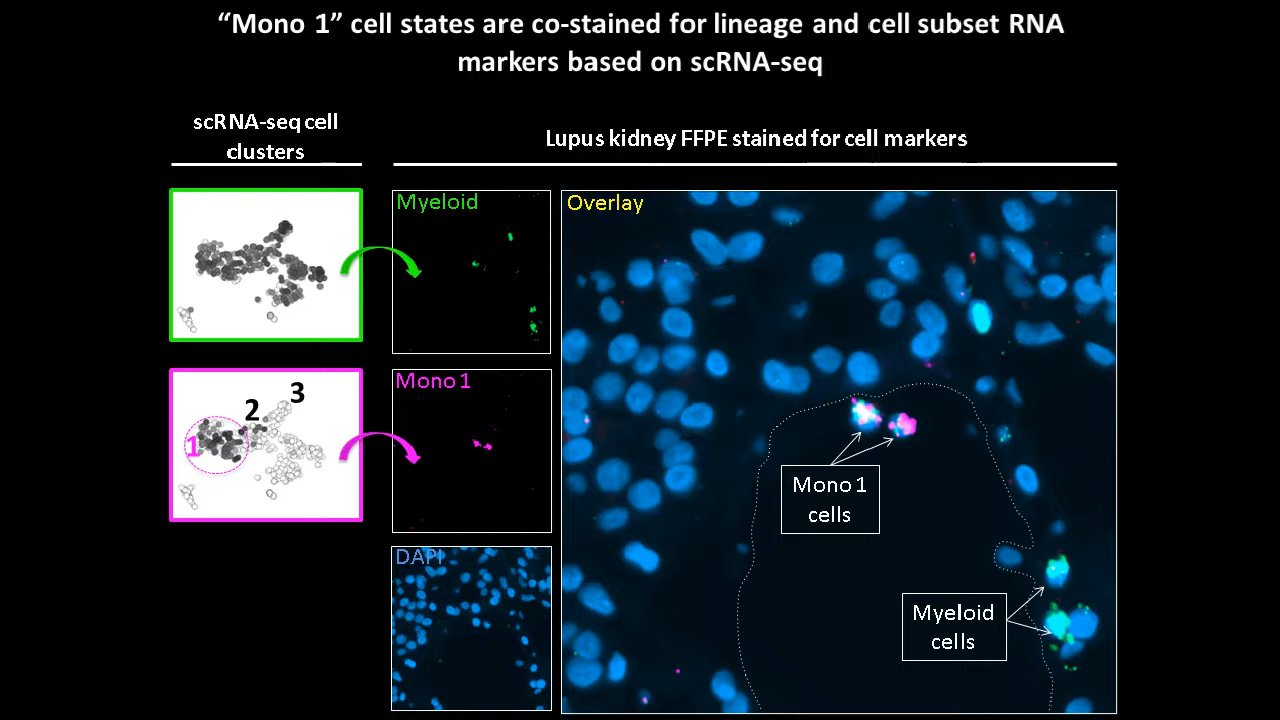 “Mono 1” cell states are co-stained for lineage and cell subset RNA
markers based on scRNA-seq
scRNA-seq cell
clusters
Lupus kidney FFPE stained for cell markers
Myeloid
Overlay
Mono 1
1
2
3
DAPI
Mono 1
cells
Myeloid
cells